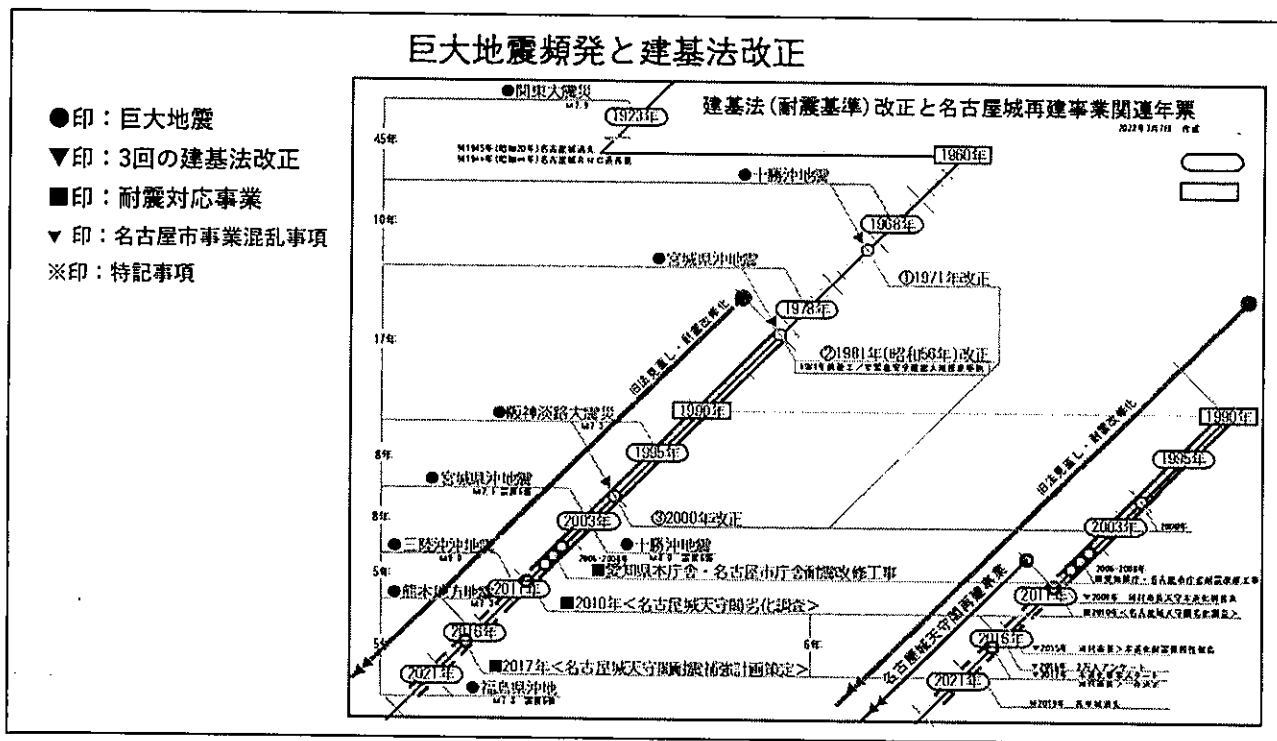 巨大地震頻発と建基法改正
●印：巨大地震
▼印：3回の建基法改正
■印：耐震対応事業
▼印：名古屋市事業混乱事項
※印：特記事項
建基法(耐震基準)改正と名古屋城再建事業関連年票
作成
●関東大震災
M7.9
1923年
45年
1960年
●十勝沖地震
10年
1968年
●宮城県沖地震
①1971年改正
1978年
17年
②1981年(昭和56年)改正
旧法見直し・耐震改修化
旧法見直し・耐震改修化
●阪神淡路大震災
1990年
1990年
8年
1995年
1995年
●宮城県沖地震
8年
2003年
③2000年改正
2003年
●三陸沖沖地震
●十勝沖地震
■愛知県本庁舎・名古屋市庁舎耐震改修工事
5年
●熊本地方地震
2011年
■2010年<名古屋城天守閣劣化調査>
名古屋城天守閣再建事業
2011年
5年
2016年
6年
2016年
2021年
■2017年<名古屋城天守閣耐震補強計画策定>
2021年
●福島県沖地